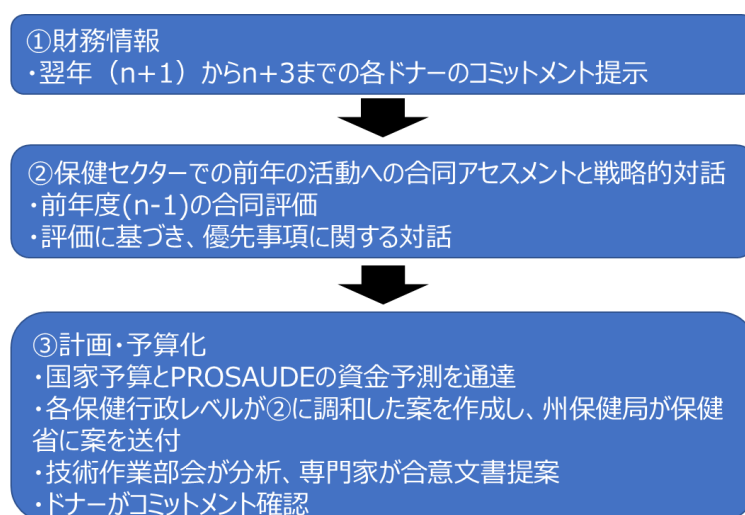 ①財務情報
・翌年（n+1）からn+3までの各ドナーのコミットメント提示
②保健セクターでの前年の活動への合同アセスメントと戦略的対話
・前年度(n-1)の合同評価
・評価に基づき、優先事項に関する対話
③計画・予算化
・国家予算とPROSAUDEの資金予測を通達
・各保健行政レベルが②に調和した案を作成し、州保健局が保健
省に案を送付
・技術作業部会が分析、専門家が合意文書提案
・ドナーがコミットメント確認